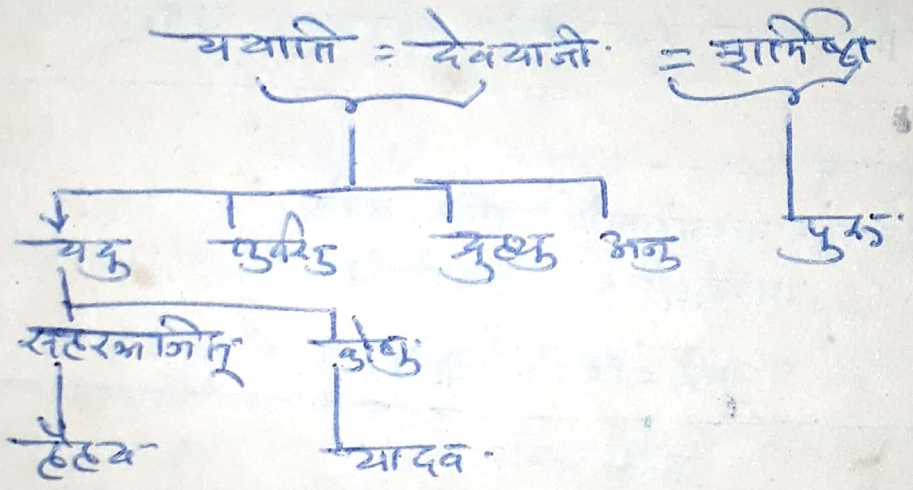 ययाति = देवयानी = शर्मिष्ठा
यदु तुर्वसु द्रुह्यु अनु पुरु
सहस्रजित् क्रोष्टु
हैहय यादव